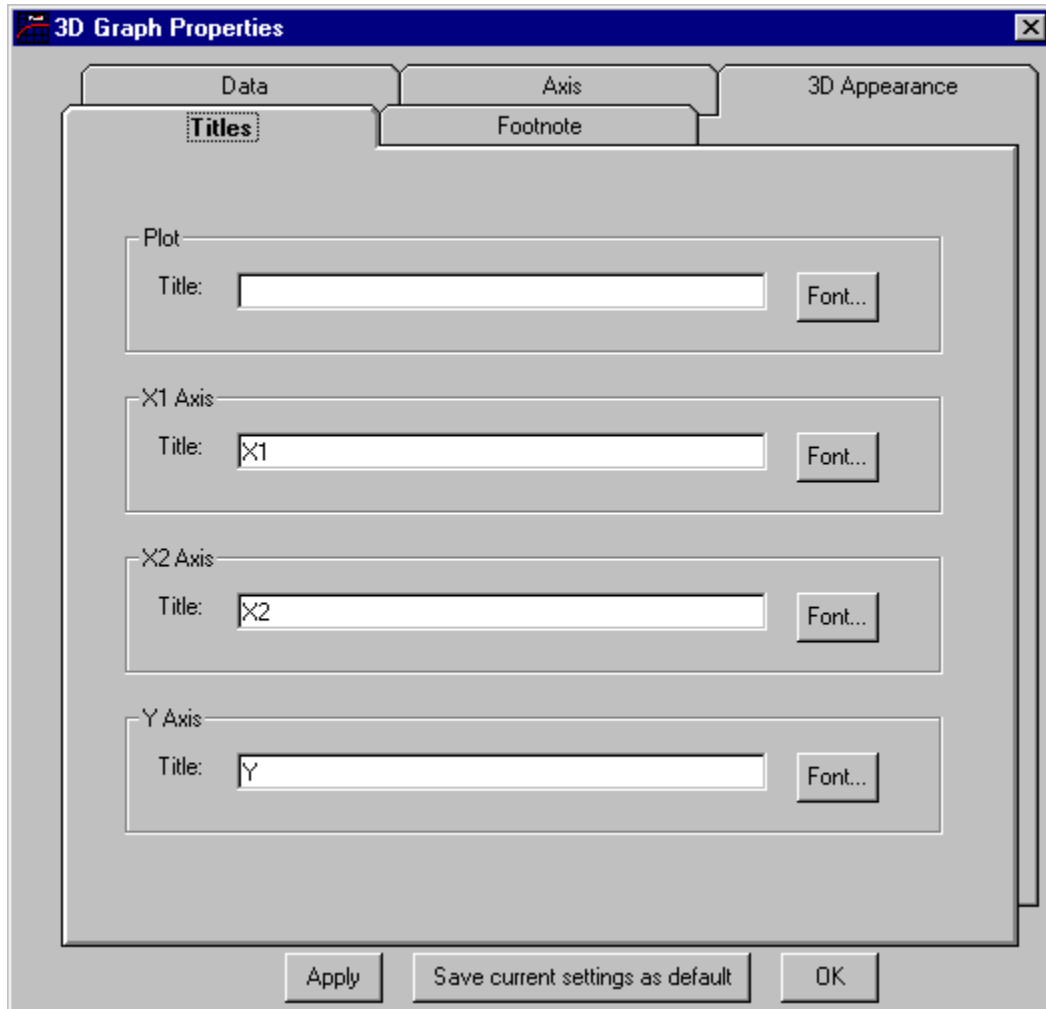 3D Graph Properties
Data Axis 3D Appearance
Titles Footnote
Plot
Title: Font...
X1 Axis
Title: X1 Font...
X2 Axis
Title: X2 Font...
Y Axis
Title: Y Font...
Apply Save current settings as default OK